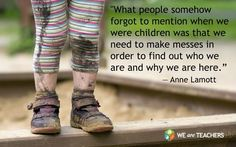 "What people somehow
forgot to mention when we
were children was that we
need to make messes in
order to find out who we
are and why we are here.”
— Anne Lamott
WE are TEACHERS